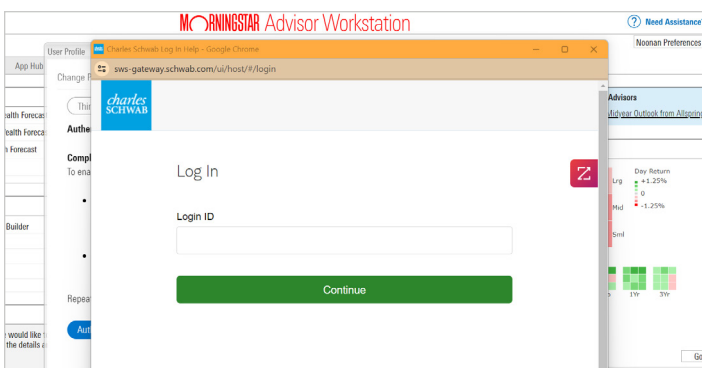 MORNINGSTAR Advisor Workstation
Need Assistance
Noonan Preferences
User Profile
Charles Schwab Log In Help - Google Chrome
App Hub
sws-gateway.schwab.com/ui/host/#/login
Change P
charles
SCHWAB
Thir
ealth Forecas
ealth Foreca
Forecast
Authe
Compl
To ena
Builder
Log In
Login ID
Continue
Repea
Aut
would like
the details a
Advisors
Midyear Outlook from Allspring
Day Return
Lrg
+1.25%
0
Mid
-1.25%
Sml
1Yr
3Yr
Go